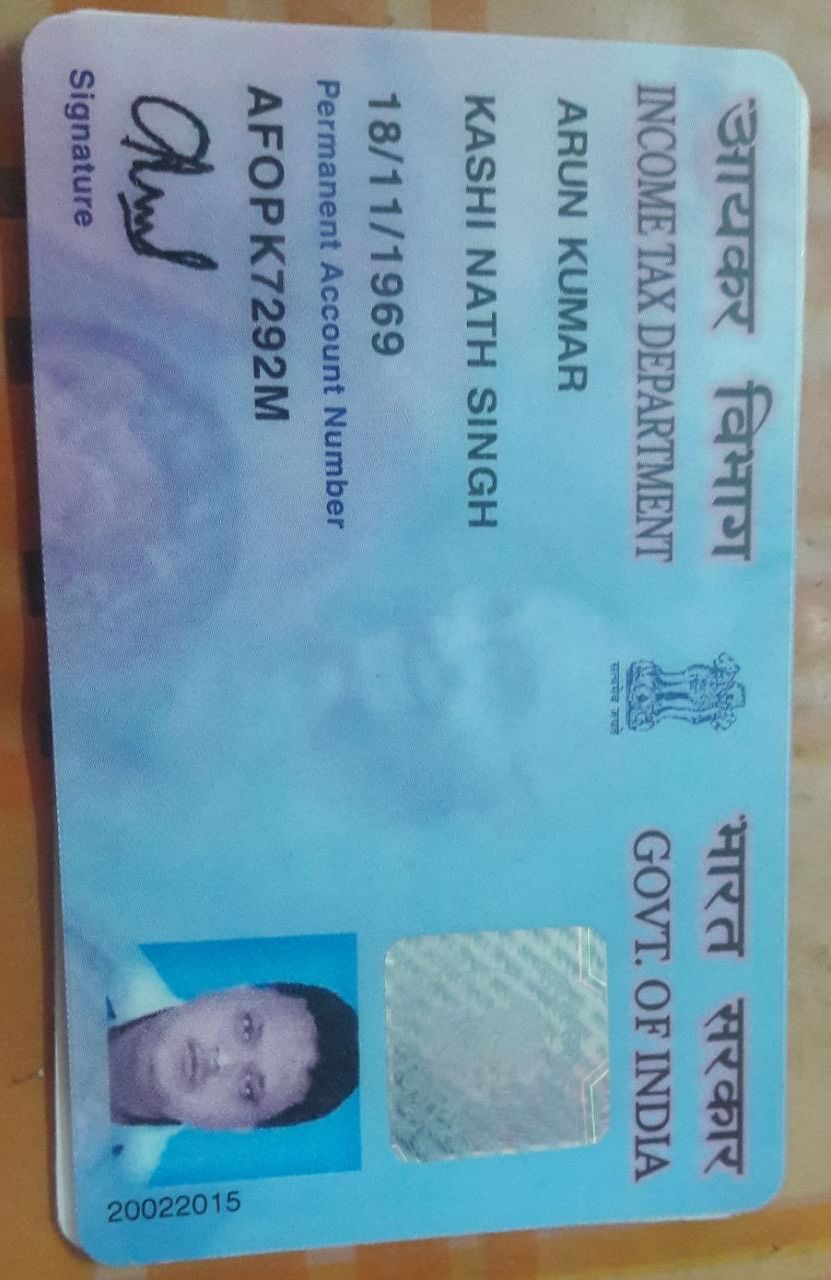 आयकर विभाग
INCOME TAX DEPARTMENT
भारत सरकार
GOVT. OF INDIA
सत्यमेव जयते
ARUN KUMAR
KASHI NATH SINGH
18/11/1969
Permanent Account Number
AFOPK7292M
Signature
20022015